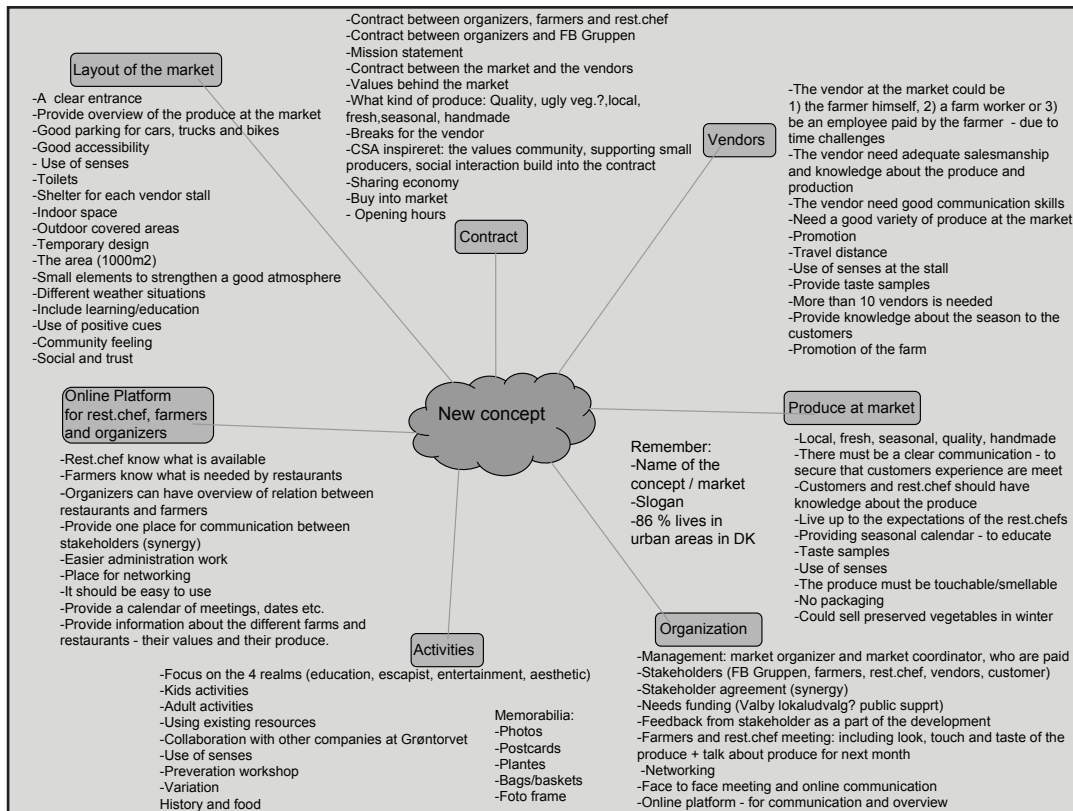 Layout of the market
-A  clear entrance
-Provide overview of the produce at the market
-Good parking for cars, trucks and bikes
-Good accessibility
- Use of senses
-Toilets
-Shelter for each vendor stall
-Indoor space
-Outdoor covered areas
-Temporary design
-The area (1000m2)
-Small elements to strengthen a good atmosphere
-Different weather situations
-Include learning/education
-Use of positive cues
-Community feeling
-Social and trust
-Contract between organizers, farmers and rest.chef
-Contract between organizers and FB Gruppen
-Mission statement
-Contract between the market and the vendors
-Values behind the market
-What kind of produce: Quality, ugly veg.?,local,
fresh,seasonal, handmade
-Breaks for the vendor
-CSA inspireret: the values community, supporting small
producers, social interaction build into the contract
-Sharing economy
-Buy into market
- Opening hours
Contract
Vendors
-The vendor at the market could be
1) the farmer himself, 2) a farm worker or 3)
be an employee paid by the farmer  - due to
time challenges
-The vendor need adequate salesmanship
and knowledge about the produce and
production
-The vendor need good communication skills
-Need a good variety of produce at the market
-Promotion
-Travel distance
-Use of senses at the stall
-Provide taste samples
-More than 10 vendors is needed
-Provide knowledge about the season to the
customers
-Promotion of the farm
New concept
Online Platform
for rest.chef, farmers
and organizers
-Rest.chef know what is available
-Farmers know what is needed by restaurants
-Organizers can have overview of relation between
restaurants and farmers
-Provide one place for communication between
stakeholders (synergy)
-Easier administration work
-Place for networking
-It should be easy to use
-Provide a calendar of meetings, dates etc.
-Provide information about the different farms and
restaurants - their values and their produce.
Remember:
-Name of the
concept / market
-Slogan
-86 % lives in
urban areas in DK
Produce at market
-Local, fresh, seasonal, quality, handmade
-There must be a clear communication - to
secure that customers experience are meet
-Customers and rest.chef should have
knowledge about the produce
-Live up to the expectations of the rest.chefs
-Providing seasonal calendar - to educate
-Taste samples
-Use of senses
-The produce must be touchable/smellable
-No packaging
-Could sell preserved vegetables in winter
Activities
-Focus on the 4 realms (education, escapist, entertainment, aesthetic)
-Kids activities
-Adult activities
-Using existing resources
-Collaboration with other companies at Grøntorvet
-Use of senses
-Preveration workshop
-Variation
History and food
Memorabilia:
-Photos
-Postcards
-Plantes
-Bags/baskets
-Foto frame
Organization
-Management: market organizer and market coordinator, who are paid
-Stakeholders (FB Gruppen, farmers, rest.chef, vendors, customer)
-Stakeholder agreement (synergy)
-Needs funding (Valby lokaludvalg? public supprt)
-Feedback from stakeholder as a part of the development
-Farmers and rest.chef meeting: including look, touch and taste of the
produce + talk about produce for next month
-Networking
-Face to face meeting and online communication
-Online platform - for communication and overview